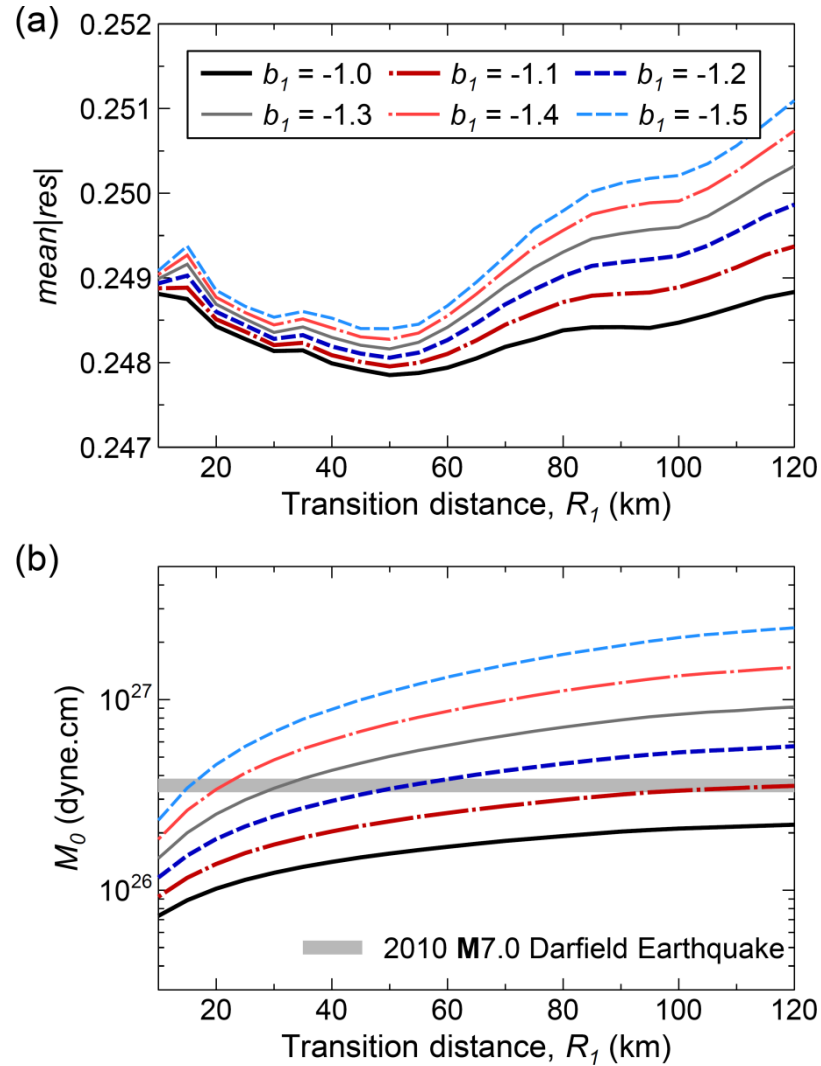 (a)
0.252
0.251
0.250
0.249
0.248
0.247
mean|res|
b1 = -1.0 b1 = -1.1 b1 = -1.2
b1 = -1.3 b1 = -1.4 b1 = -1.5
20 40 60 80 100 120
Transition distance, R1 (km)
(b)
10^27
10^26
M0 (dyne.cm)
2010 M7.0 Darfield Earthquake
20 40 60 80 100 120
Transition distance, R1 (km)